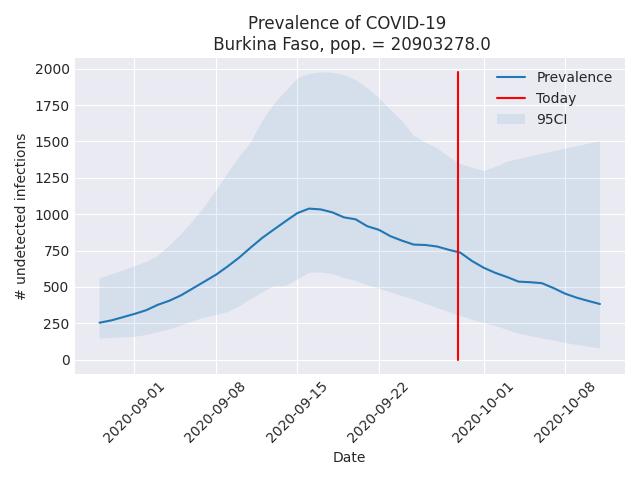 Prevalence of COVID-19
Burkina Faso, pop. = 20903278.0
Prevalence
Today
95CI
2000
1750
1500
1250
1000
750
500
250
0
# undetected infections
2020-09-01
2020-09-08
2020-09-15
2020-09-22
2020-10-01
2020-10-08
Date